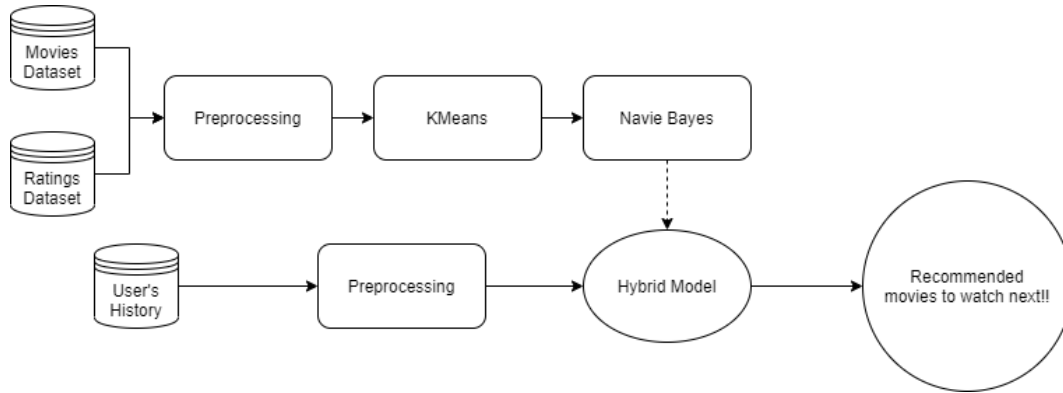 Movies
Dataset
Preprocessing
KMeans
Navie Bayes
Ratings
Dataset
User's
History
Preprocessing
Hybrid Model
Recommended
movies to watch next!!